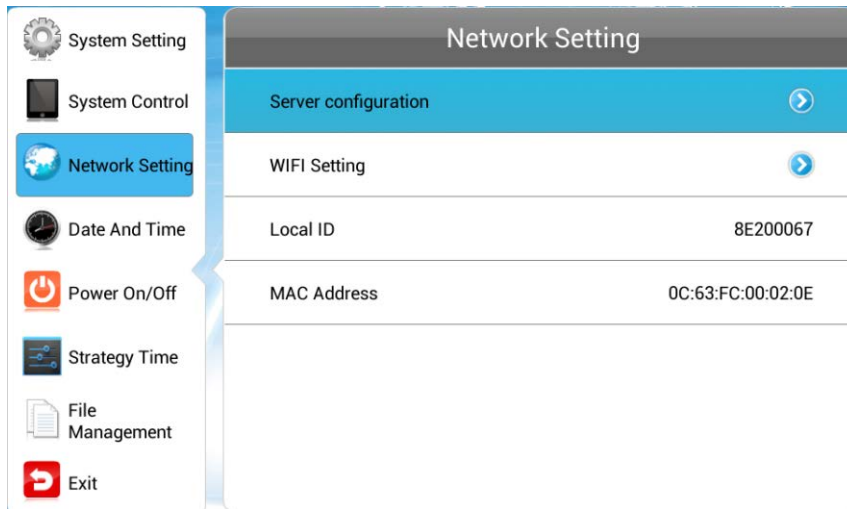 System Setting
System Control
Network Setting
Date And Time
Power On/Off
Strategy Time
File
Management
Exit
Network Setting
Server configuration
WIFI Setting
Local ID 8E200067
MAC Address 0C:63:FC:00:02:0E